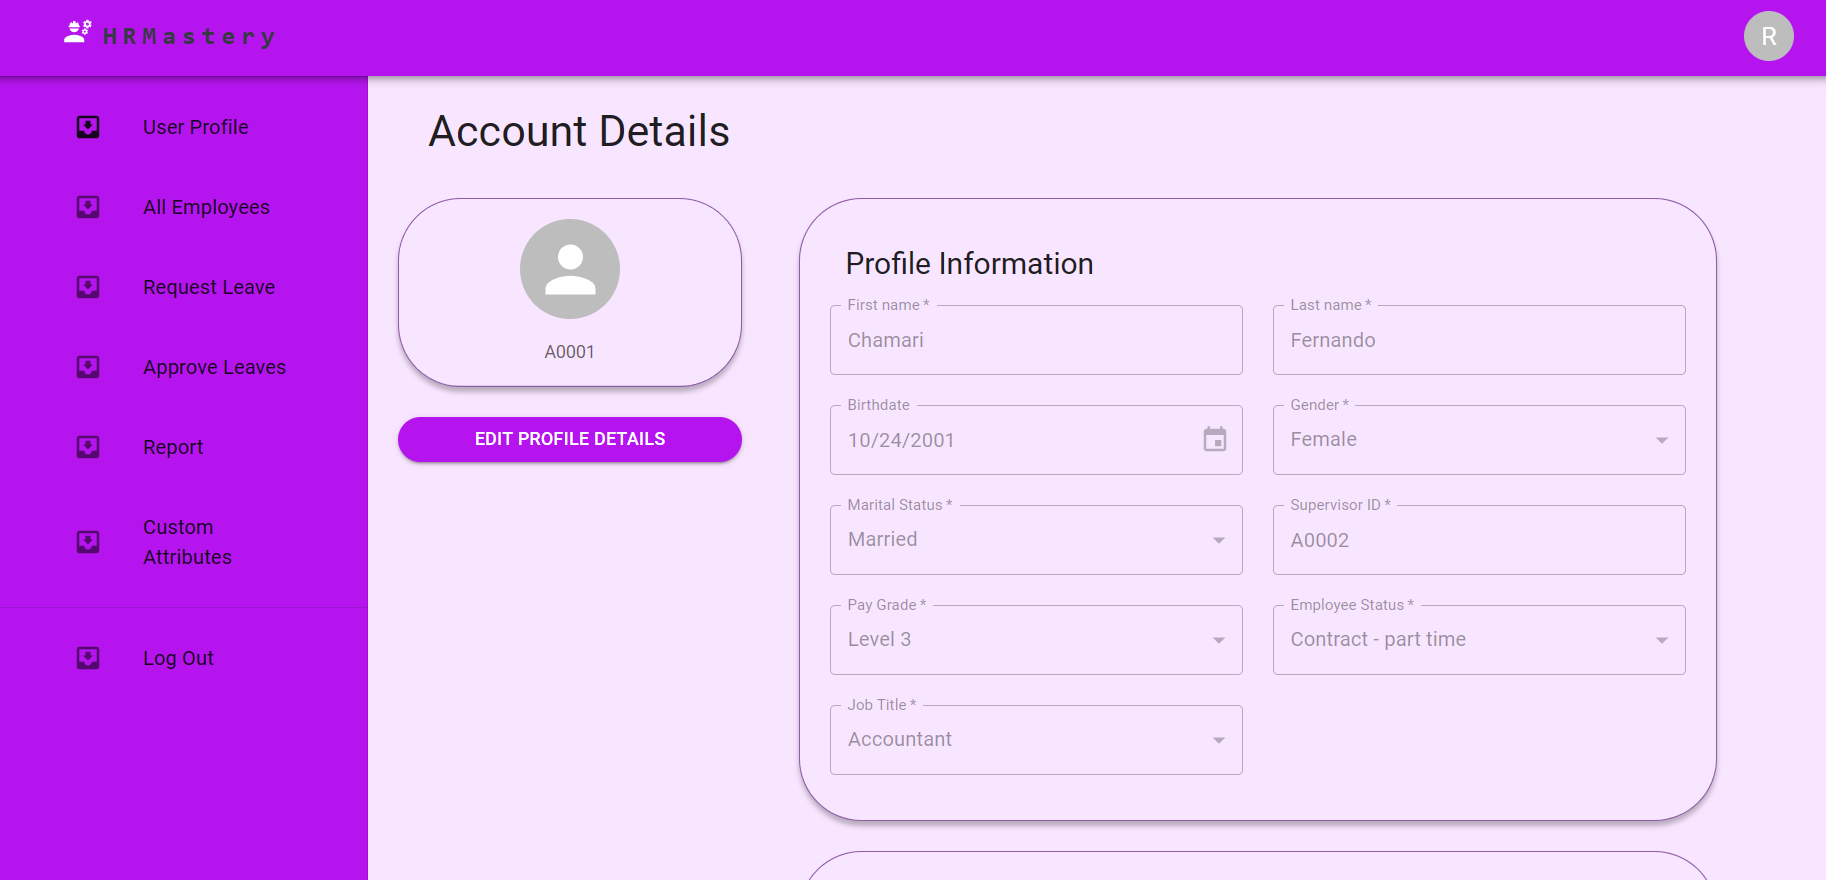 HRMastery
R
User Profile
All Employees
Request Leave
Approve Leaves
Report
Custom
Attributes
Log Out
Account Details
A0001
EDIT PROFILE DETAILS
Profile Information
First name *
Chamari
Last name *
Fernando
Birthdate
10/24/2001
Gender *
Female
Marital Status *
Married
Supervisor ID *
A0002
Pay Grade *
Level 3
Employee Status *
Contract - part time
Job Title *
Accountant